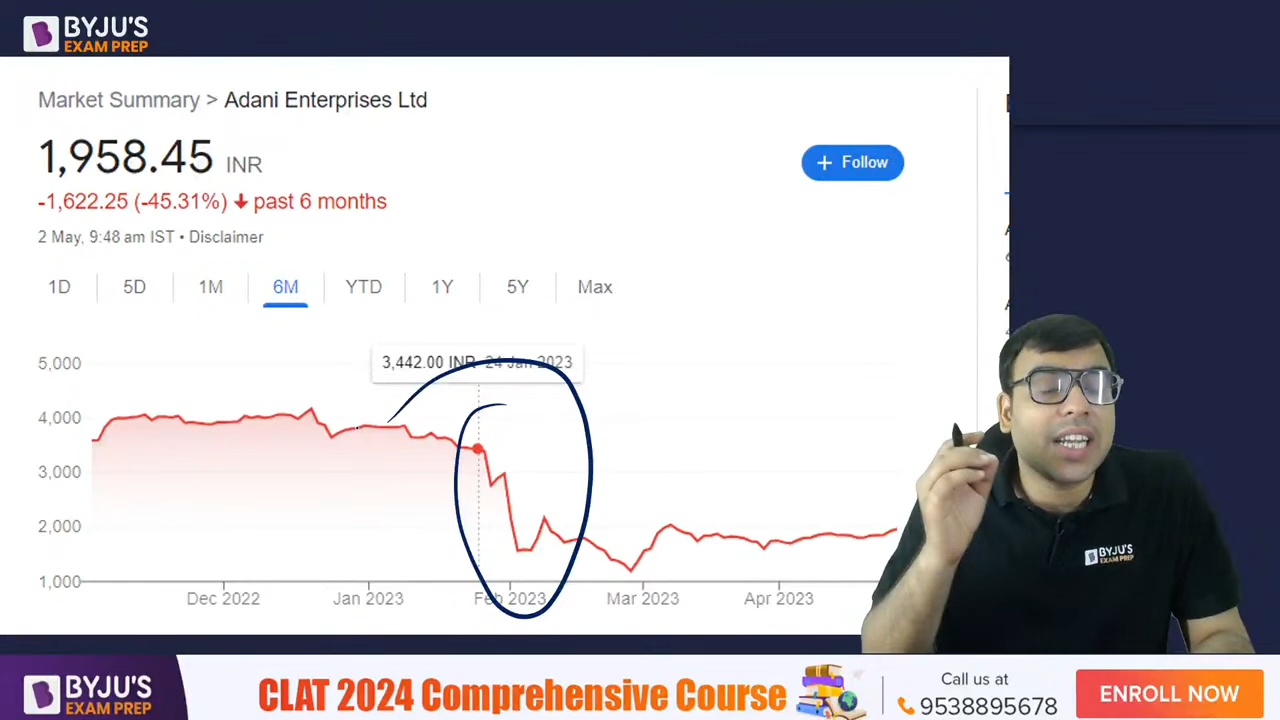 BYJU'S
EXAM PREP
Market Summary > Adani Enterprises Ltd
1,958.45 INR
+ Follow
-1,622.25 (-45.31%) ↓ past 6 months
2 May, 9:48 am IST • Disclaimer
1D 5D 1M 6M YTD 1Y 5Y Max
3,442.00 INR 24 Jan 2023
5,000
4,000
3,000
2,000
1,000
Dec 2022 Jan 2023 Feb 2023 Mar 2023 Apr 2023
BYJU'S
EXAM PREP
BYJU'S
EXAM PREP
CLAT 2024 Comprehensive Course
Call us at
9538895678
ENROLL NOW